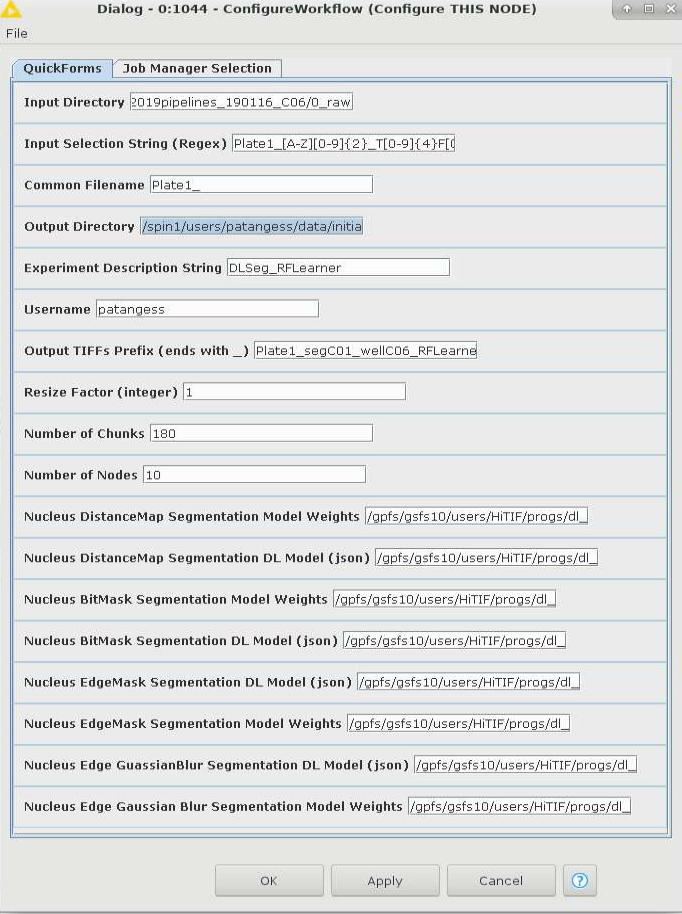 Dialog - 0:1044 - ConfigureWorkflow (Configure THIS NODE)
File
QuickForms Job Manager Selection
Input Directory 2019pipelines_190116_C06/0_raw
Input Selection String (Regex) Plate1_[A-Z][0-9]{2}_T[0-9]{4}F[0
Common Filename Plate1_
Output Directory /spin1/users/patangess/data/initia
Experiment Description String DLSeg_RFLearner
Username patangess
Output TIFFs Prefix (ends with _) Plate1_segC01_wellC06_RFLearne
Resize Factor (integer) 1
Number of Chunks 180
Number of Nodes 10
Nucleus DistanceMap Segmentation Model Weights /gpfs/gsfs10/users/HiTIF/progs/dl_
Nucleus DistanceMap Segmentation DL Model (json) /gpfs/gsfs10/users/HiTIF/progs/dl_
Nucleus BitMask Segmentation Model Weights /gpfs/gsfs10/users/HiTIF/progs/dl_
Nucleus BitMask Segmentation DL Model (json) /gpfs/gsfs10/users/HiTIF/progs/dl_
Nucleus EdgeMask Segmentation DL Model (json) /gpfs/gsfs10/users/HiTIF/progs/dl_
Nucleus EdgeMask Segmentation Model Weights /gpfs/gsfs10/users/HiTIF/progs/dl_
Nucleus Edge GuassianBlur Segmentation DL Model (json) /gpfs/gsfs10/users/HiTIF/progs/dl_
Nucleus Edge Gaussian Blur Segmentation Model Weights /gpfs/gsfs10/users/HiTIF/progs/dl_
OK Apply Cancel ?